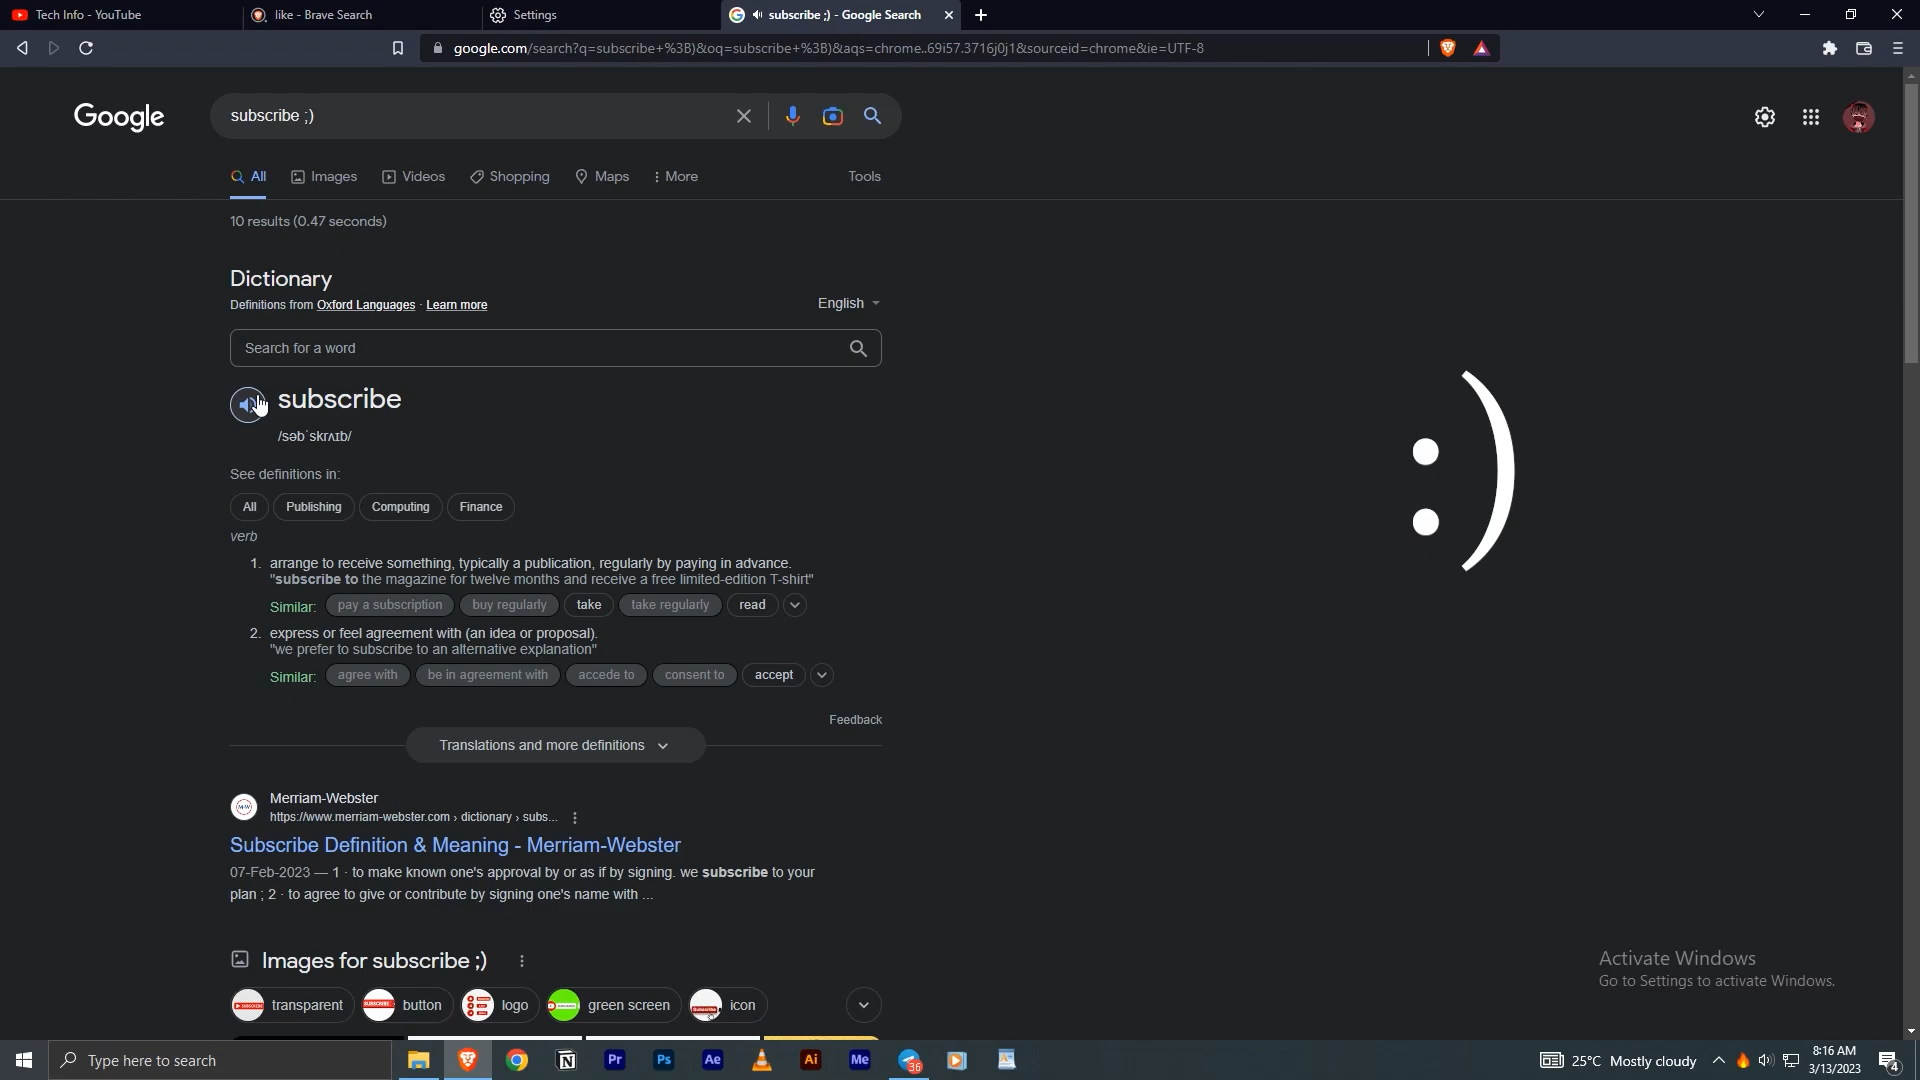 Tech Info - YouTube
like - Brave Search
Settings
subscribe ;) - Google Search
google.com/search?q=subscribe+%3B)&oq=subscribe+%3B)&aqs=chrome..69i57.3716j0j1&sourceid=chrome&ie=UTF-8
Google
subscribe ;)
All
Images
Videos
Shopping
Maps
More
Tools
10 results (0.47 seconds)
Dictionary
Definitions from Oxford Languages · Learn more
English
Search for a word
subscribe
/səbˈskrʌɪb/
See definitions in:
All
Publishing
Computing
Finance
verb
1. arrange to receive something, typically a publication, regularly by paying in advance.
"subscribe to the magazine for twelve months and receive a free limited-edition T-shirt"
Similar: pay a subscription buy regularly take take regularly read
2. express or feel agreement with (an idea or proposal).
"we prefer to subscribe to an alternative explanation"
Similar: agree with be in agreement with accede to consent to accept
Feedback
Translations and more definitions
:)
Merriam-Webster
https://www.merriam-webster.com › dictionary › subs...
Subscribe Definition & Meaning - Merriam-Webster
07-Feb-2023 — 1 · to make known one's approval by or as if by signing. we subscribe to your
plan ; 2 · to agree to give or contribute by signing one's name with ...
Images for subscribe ;)
transparent
button
logo
green screen
icon
Activate Windows
Go to Settings to activate Windows.
Type here to search
Pr
Ps
Ae
Ai
Me
36
25°C Mostly cloudy
8:16 AM
3/13/2023
4